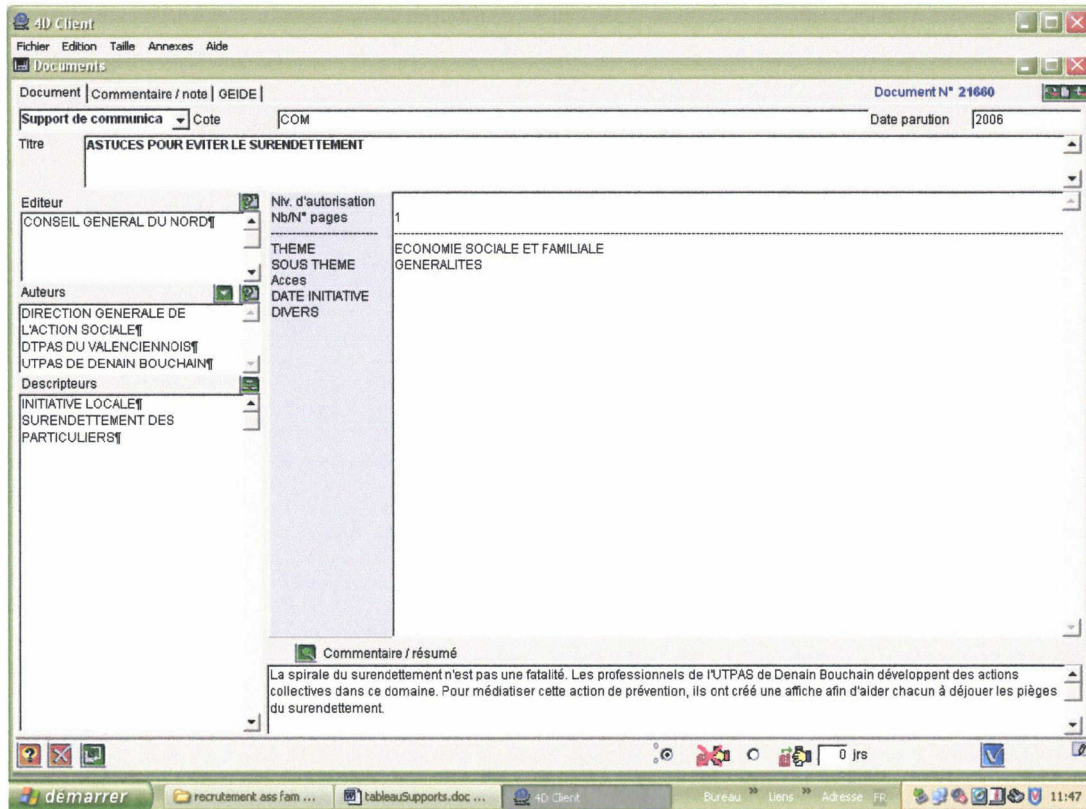 4D Client
Fichier Edition Taille Annexes Aide
Documents
Document Commentaire / note GEIDE Document N° 21660
Support de communica Cote COM Date parution 2006
Titre ASTUCES POUR EVITER LE SURENDETTEMENT
Editeur
CONSEIL GENERAL DU NORD¶
Auteurs
DIRECTION GENERALE DE
L'ACTION SOCIALE¶
DTPAS DU VALENCIENNOIS¶
UTPAS DE DENAIN BOUCHAIN¶
Descripteurs
INITIATIVE LOCALE¶
SURENDETTEMENT DES
PARTICULIERS¶
Niv. d'autorisation
Nb/N° pages 1
THEME ECONOMIE SOCIALE ET FAMILIALE
SOUS THEME GENERALITES
Acces
DATE INITIATIVE
DIVERS
Commentaire / résumé
La spirale du surendettement n'est pas une fatalité. Les professionnels de l'UTPAS de Denain Bouchain développent des actions
collectives dans ce domaine. Pour médiatiser cette action de prévention, ils ont créé une affiche afin d'aider chacun à déjouer les pièges
du surendettement.
0 jrs
démarrer recrutement ass fam ... tableauSupports.doc ... 4D Client Bureau » Liens » Adresse FR 11:47